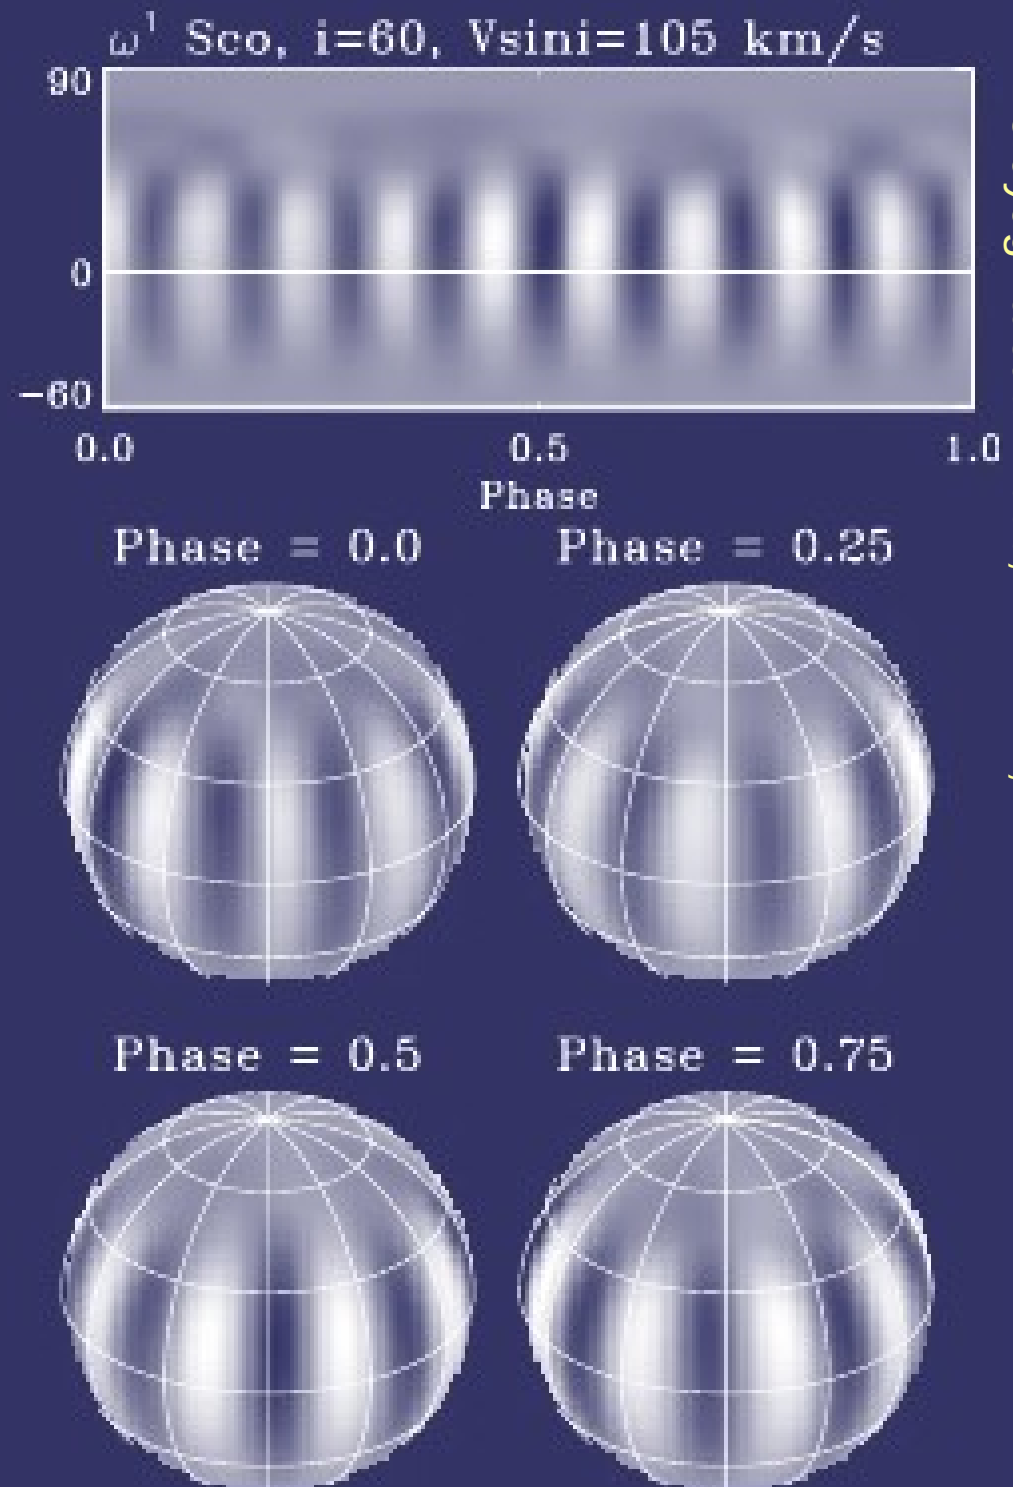 ω¹ Sco, i=60, Vsini=105 km/s
90
0
−60
0.0 0.5 1.0
Phase
Phase = 0.0 Phase = 0.25
Phase = 0.5 Phase = 0.75